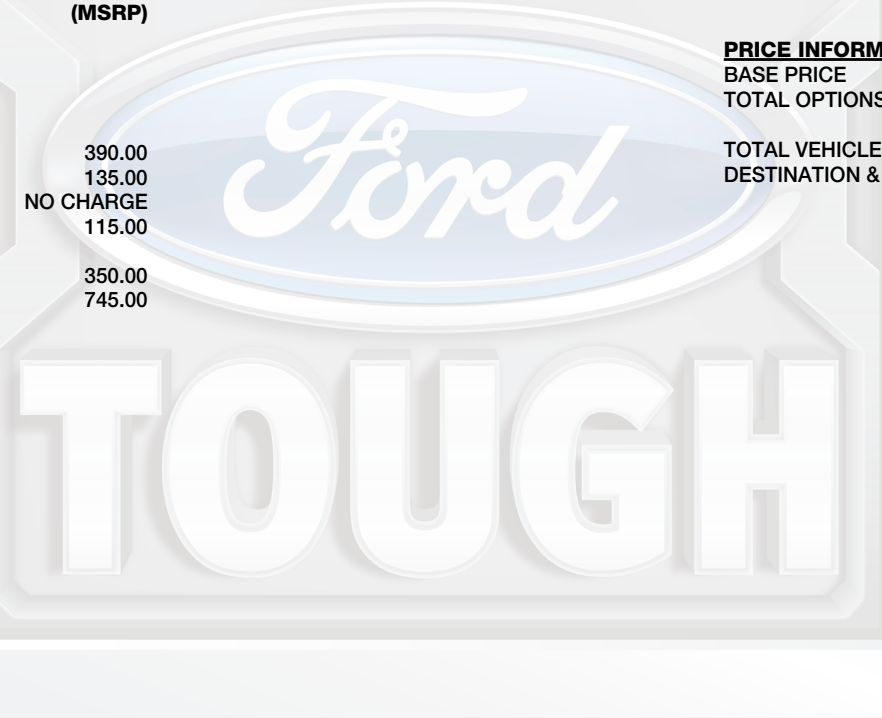 (MSRP)
390.00
135.00
NO CHARGE
115.00
350.00
745.00
PRICE INFORM
BASE PRICE
TOTAL OPTIONS
TOTAL VEHICLE
DESTINATION &
Ford
TOUGH